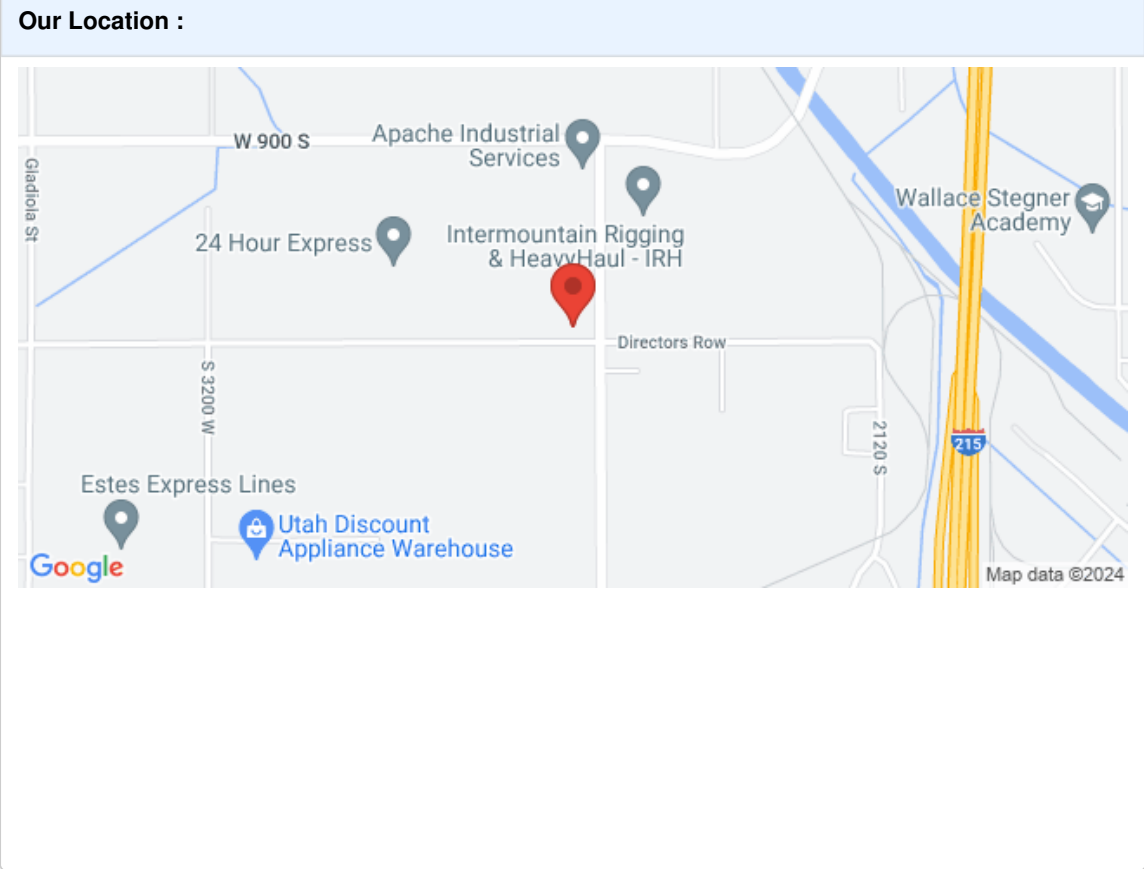 Our Location :
W 900 S
Apache Industrial
Services
Gladiola St
Wallace Stegner
Academy
24 Hour Express
Intermountain Rigging
& HeavyHaul - IRH
Directors Row
S 3200 W
2120 S
215
Estes Express Lines
Utah Discount
Appliance Warehouse
Google
Map data ©2024